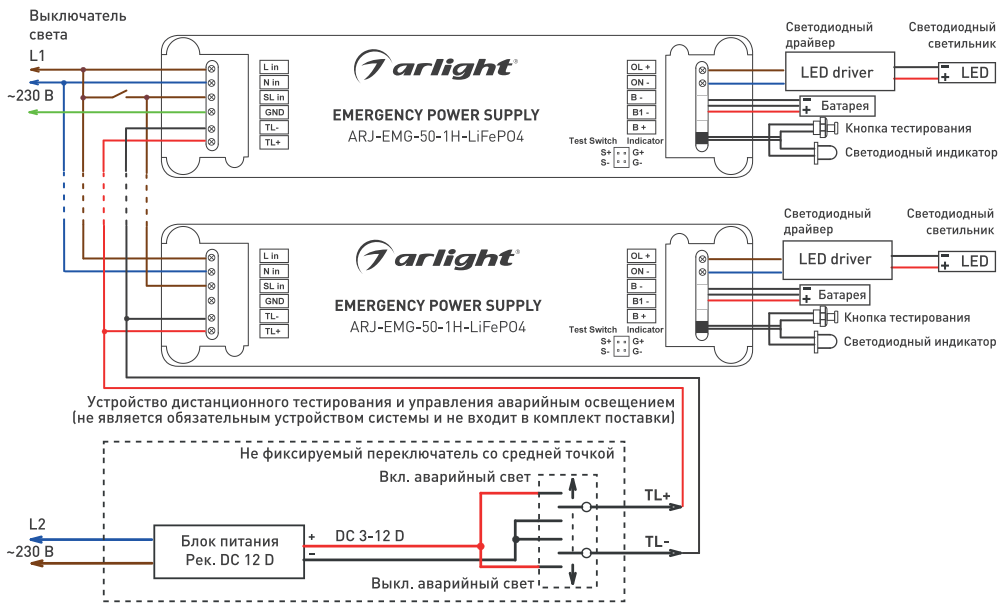 Выключатель
света
L1
~230 В
arlight
EMERGENCY POWER SUPPLY
ARJ-EMG-50-1H-LiFePO4
L in
N in
SL in
GND
TL-
TL+
OL +
ON -
B -
B1 -
B +
Test Switch Indicator
S+ G+
S- G-
Светодиодный
драйвер
Светодиодный
светильник
LED driver
- LED
+
- Батарея
+
Кнопка тестирования
Светодиодный индикатор
arlight
EMERGENCY POWER SUPPLY
ARJ-EMG-50-1H-LiFePO4
L in
N in
SL in
GND
TL-
TL+
OL +
ON -
B -
B1 -
B +
Test Switch Indicator
S+ G+
S- G-
Светодиодный
драйвер
Светодиодный
светильник
LED driver
- LED
+
- Батарея
+
Кнопка тестирования
Светодиодный индикатор
Устройство дистанционного тестирования и управления аварийным освещением
(не является обязательным устройством системы и не входит в комплект поставки)
Не фиксируемый переключатель со средней точкой
Вкл. аварийный свет
TL+
L2
~230 В
Блок питания
Рек. DC 12 D
+ DC 3-12 D
-
TL-
Выкл. аварийный свет